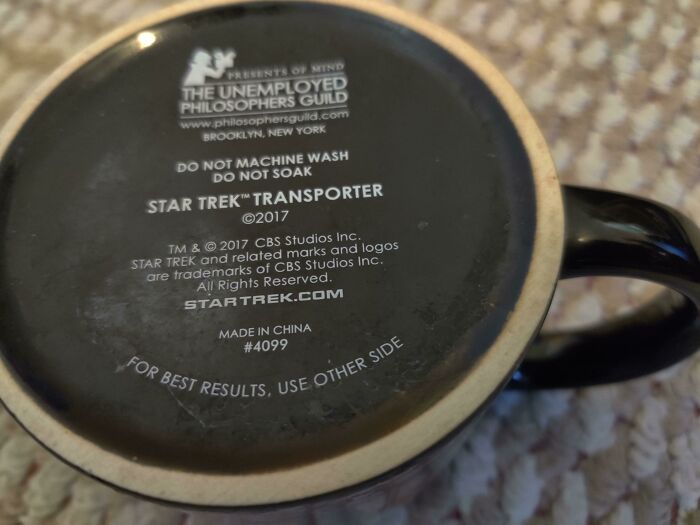 PRESENTS OF MIND
THE UNEMPLOYED
PHILOSOPHERS GUILD
www.philosophersguild.com
BROOKLYN, NEW YORK
DO NOT MACHINE WASH
DO NOT SOAK
STAR TREK™ TRANSPORTER
©2017
TM & © 2017 CBS Studios Inc.
STAR TREK and related marks and logos
are trademarks of CBS Studios Inc.
All Rights Reserved.
STARTREK.COM
MADE IN CHINA
#4099
FOR BEST RESULTS, USE OTHER SIDE